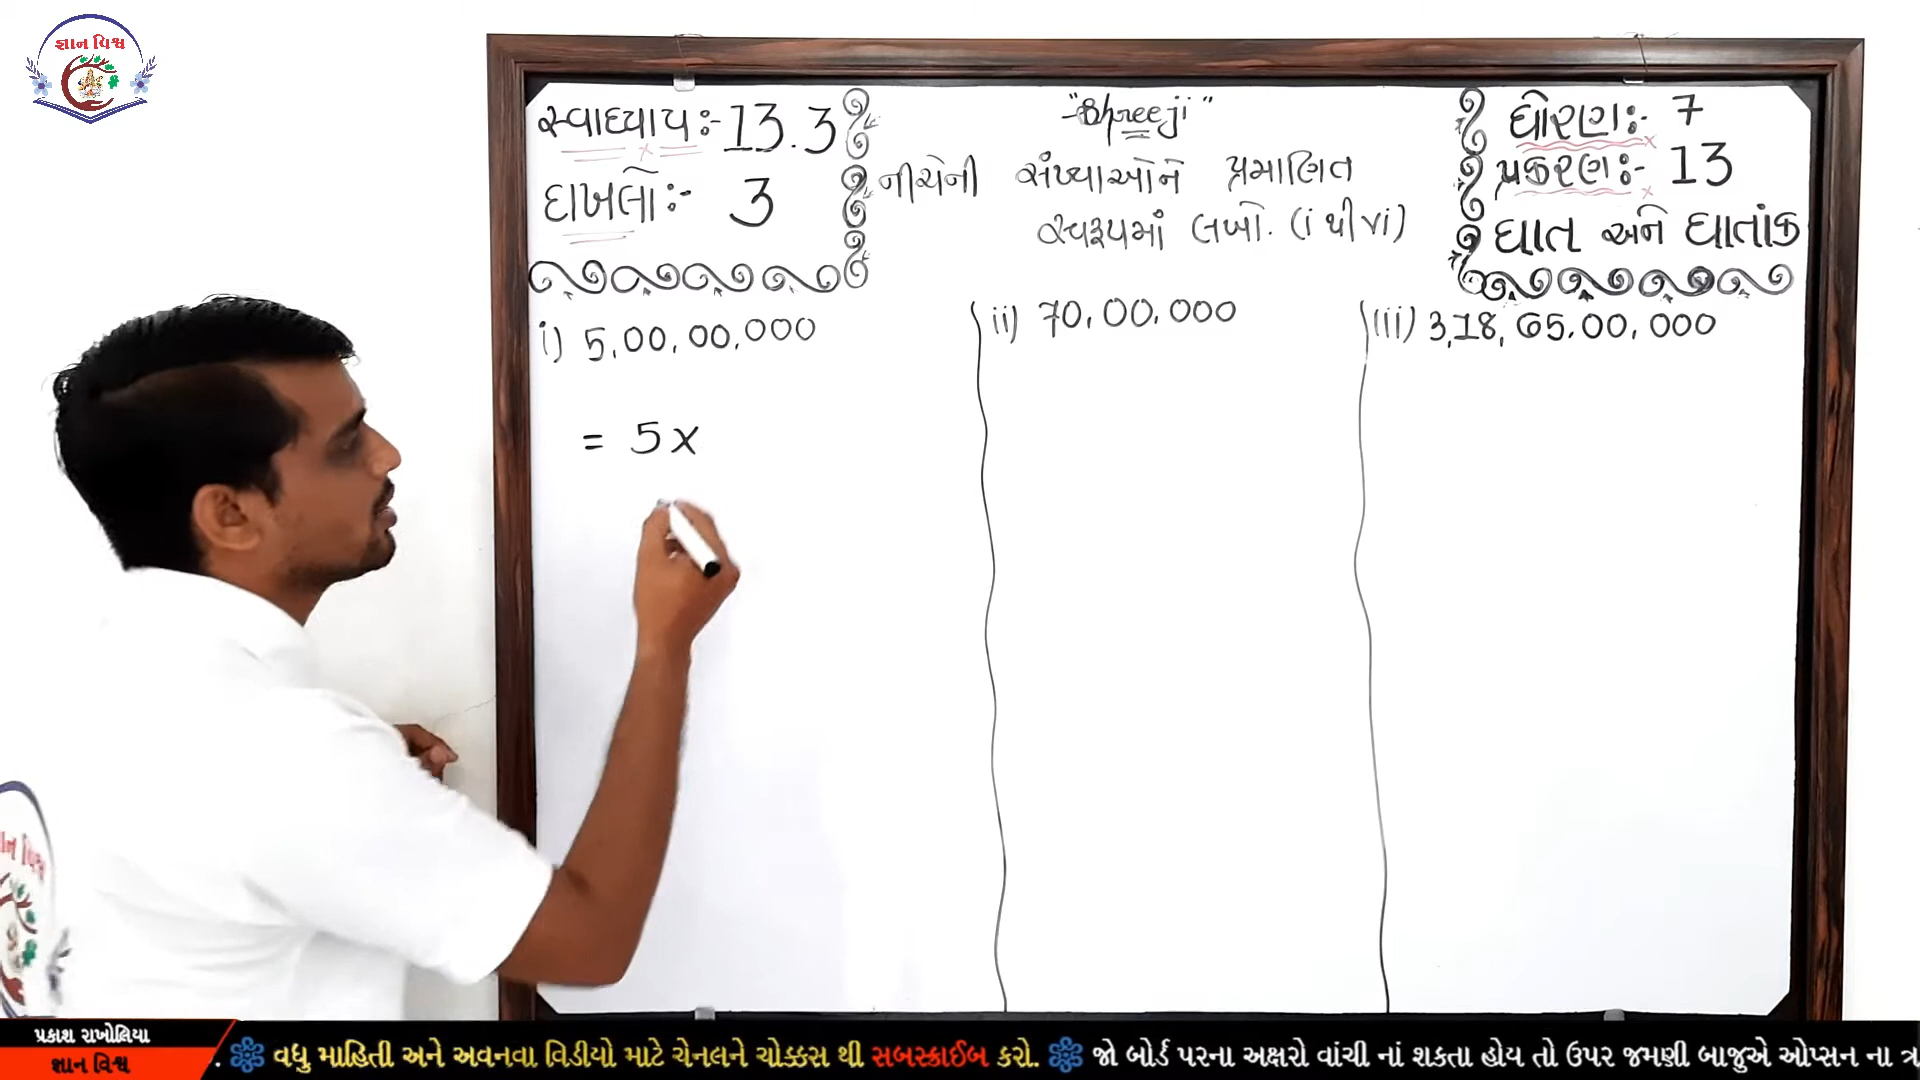 જ્ઞાન વિશ્વ
સ્વાધ્યાય:- 13.3
દાખલો:- 3
"Shreeji"
નીચેની સંખ્યાઓને પ્રમાણિત
સ્વરૂપમાં લખો. (i થી vi)
ધોરણ:- 7
પ્રકરણ:- 13
ઘાત અને ઘાતાંક
i) 5,00,00,000
= 5 x
ii) 70,00,000
iii) 3,18,65,00,000
પ્રકાશ રાખોલિયા
જ્ઞાન વિશ્વ
. વધુ માહિતી અને અવનવા વિડીયો માટે ચેનલને ચોક્કસ થી સબસ્ક્રાઈબ કરો. જો બોર્ડ પરના અક્ષરો વાંચી નાં શકતા હોય તો ઉપર જમણી બાજુએ ઓપ્સન ના ત્ર